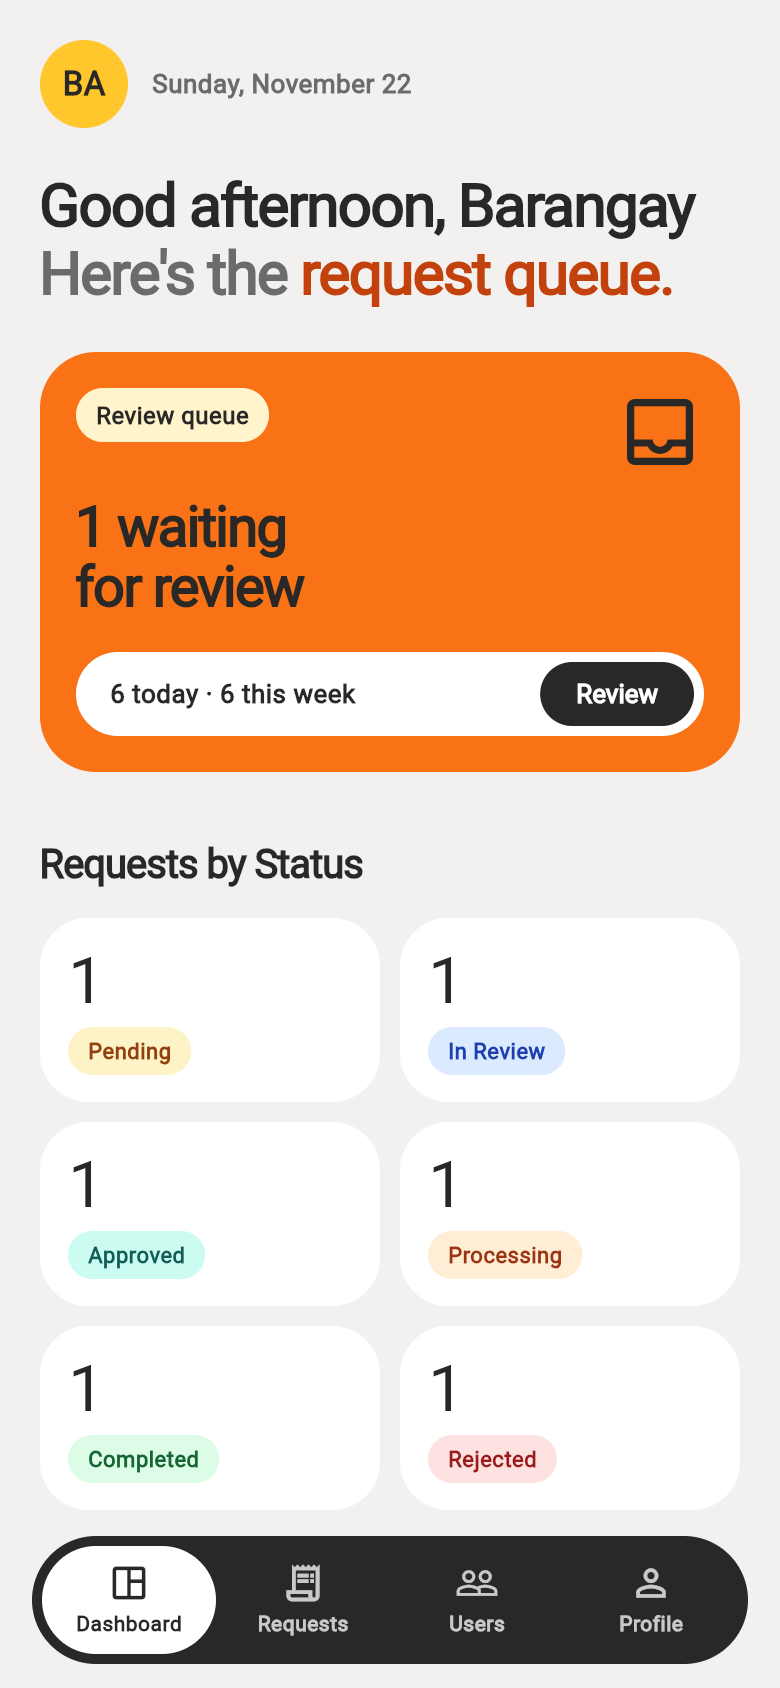 BA
Sunday, November 22
Good afternoon, Barangay
Here's the request queue.
Review queue
1 waiting
for review
6 today · 6 this week
Review
Requests by Status
1
Pending
1
In Review
1
Approved
1
Processing
1
Completed
1
Rejected
Dashboard
Requests
Users
Profile